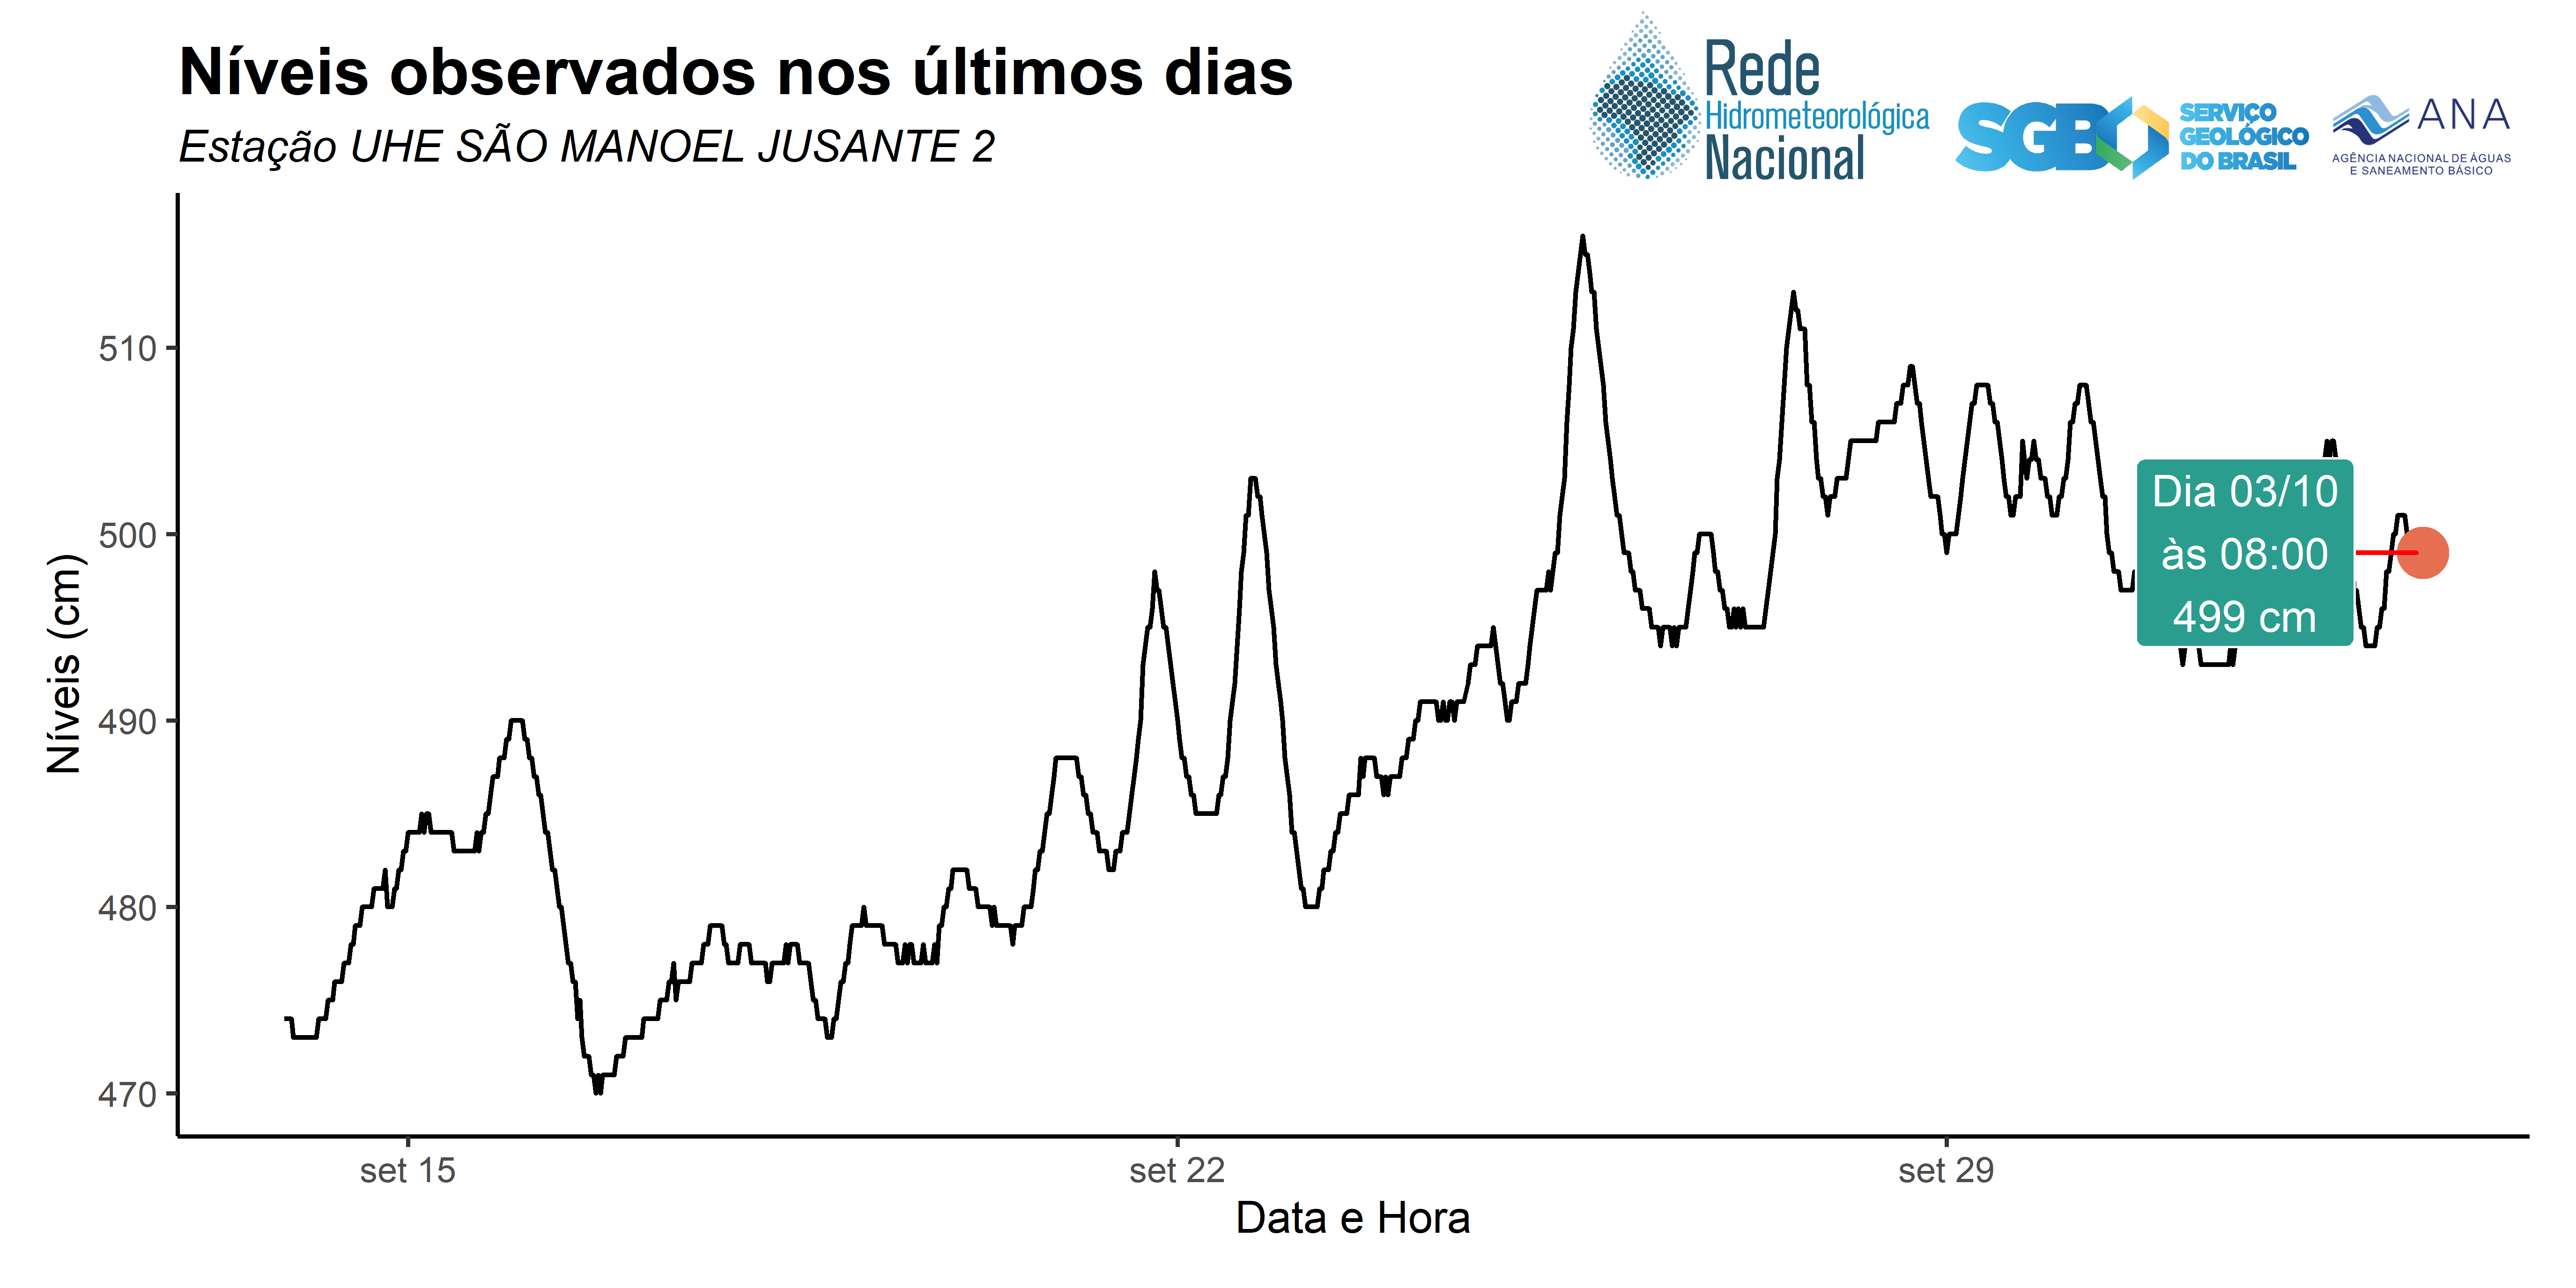 Níveis observados nos últimos dias
Estação UHE SÃO MANOEL JUSANTE 2
Rede
Hidrometeorológica
Nacional
SGB
SERVIÇO
GEOLÓGICO
DO BRASIL
ANA
AGÊNCIA NACIONAL DE ÁGUAS
E SANEAMENTO BÁSICO
Níveis (cm)
510
500
490
480
470
Dia 03/10
às 08:00
499 cm
set 15
set 22
set 29
Data e Hora